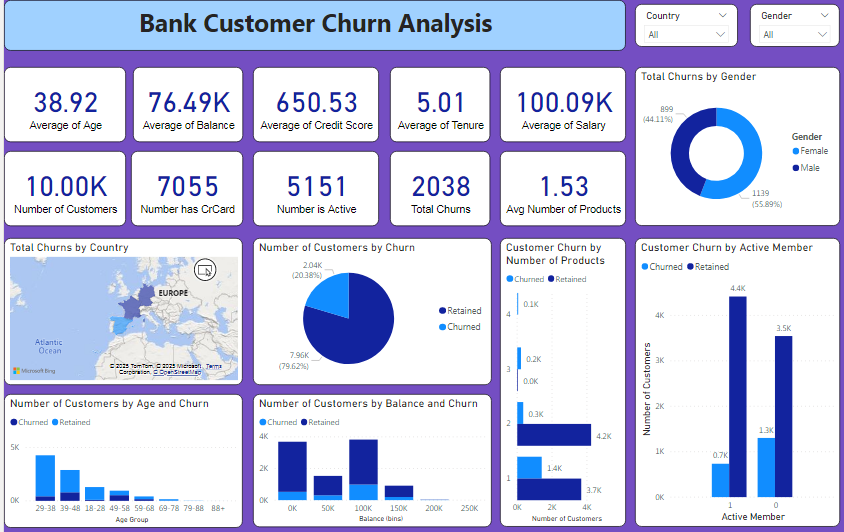 Bank Customer Churn Analysis
Country
All
Gender
All
38.92
Average of Age
76.49K
Average of Balance
650.53
Average of Credit Score
5.01
Average of Tenure
100.09K
Average of Salary
10.00K
Number of Customers
7055
Number has CrCard
5151
Number is Active
2038
Total Churns
1.53
Avg Number of Products
Total Churns by Gender
899
(44.11%)
1139
(55.89%)
Gender
Female
Male
Total Churns by Country
EUROPE
Atlantic
Ocean
Microsoft Bing
© 2025 TomTom, © 2025 Microsoft Corporation, © OpenStreetMap
Terms
Number of Customers by Churn
2.04K
(20.38%)
7.96K
(79.62%)
Retained
Churned
Customer Churn by
Number of Products
Churned Retained
4
0.1K
3
0.2K
0.0K
2
0.3K
4.2K
1
1.4K
3.7K
0K 2K 4K
Number of Customers
Customer Churn by Active Member
Churned Retained
Number of Customers
4K
3K
2K
1K
0K
0.7K
4.4K
1.3K
3.5K
1 0
Active Member
Number of Customers by Age and Churn
Churned Retained
5K
0K
29-38 39-48 18-28 49-58 59-68 69-78 79-88 88+
Age Group
Number of Customers by Balance and Churn
Churned Retained
4K
2K
0K
0K 50K 100K 150K 200K 250K
Balance (bins)